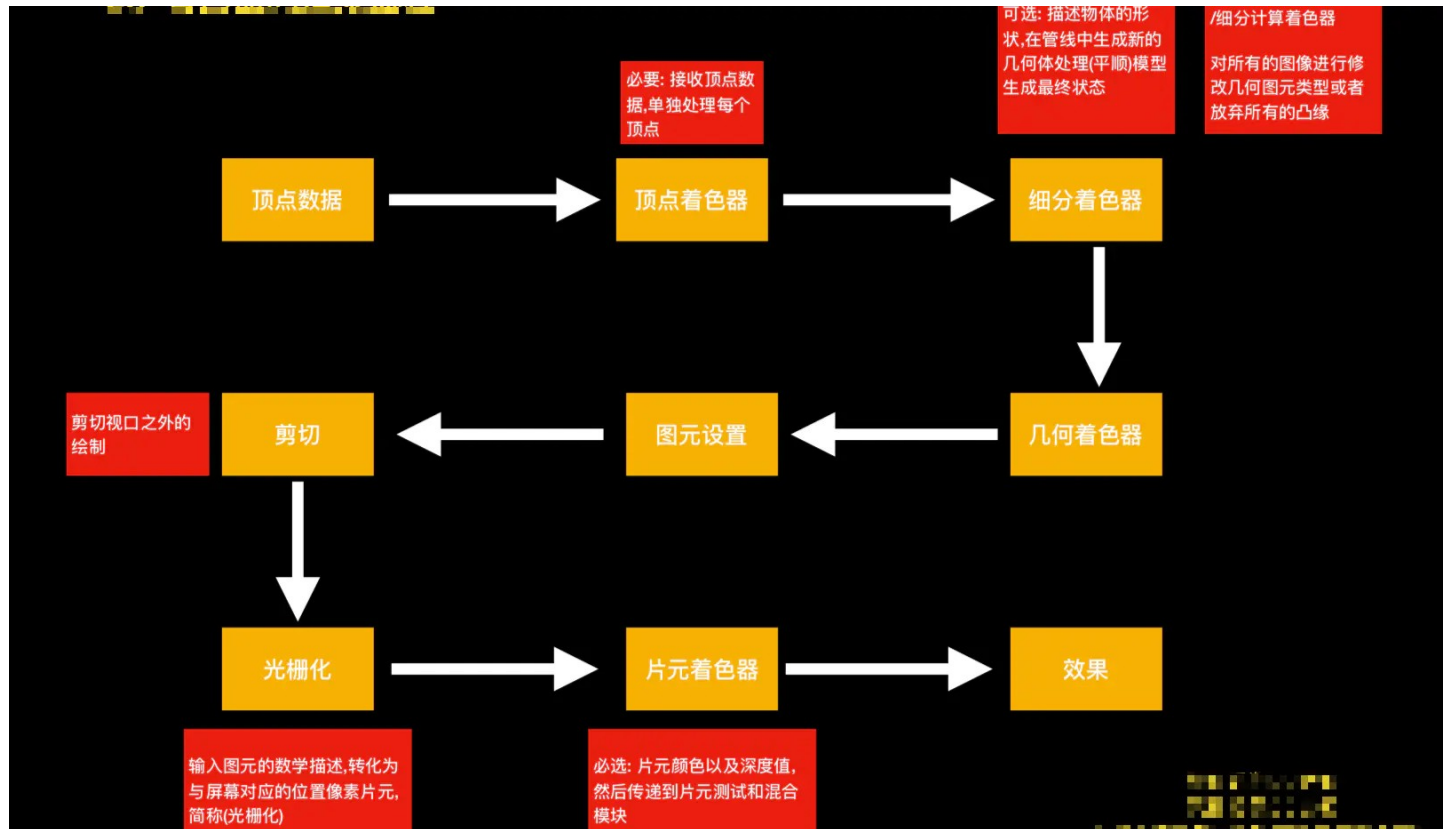 可选: 描述物体的形
状,在管线中生成新的
几何体处理(平顺)模型
生成最终状态
/细分计算着色器
对所有的图像进行修
改几何图元类型或者
放弃所有的凸缘
必要: 接收顶点数
据,单独处理每个
顶点
顶点数据
顶点着色器
细分着色器
剪切视口之外的
绘制
剪切
图元设置
几何着色器
光栅化
片元着色器
效果
输入图元的数学描述,转化为
与屏幕对应的位置像素片元,
简称(光栅化)
必选: 片元颜色以及深度值,
然后传递到片元测试和混合
模块